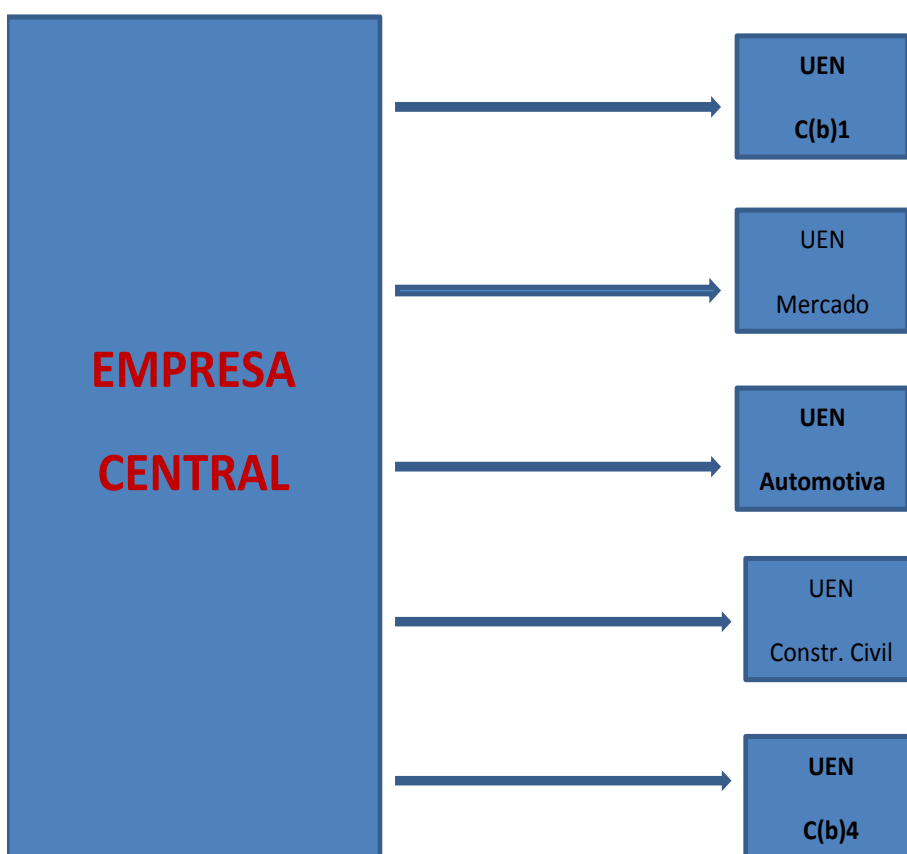 UEN
C(b)1
UEN
Mercado
EMPRESA
CENTRAL
UEN
Automotiva
UEN
Constr. Civil
UEN
C(b)4